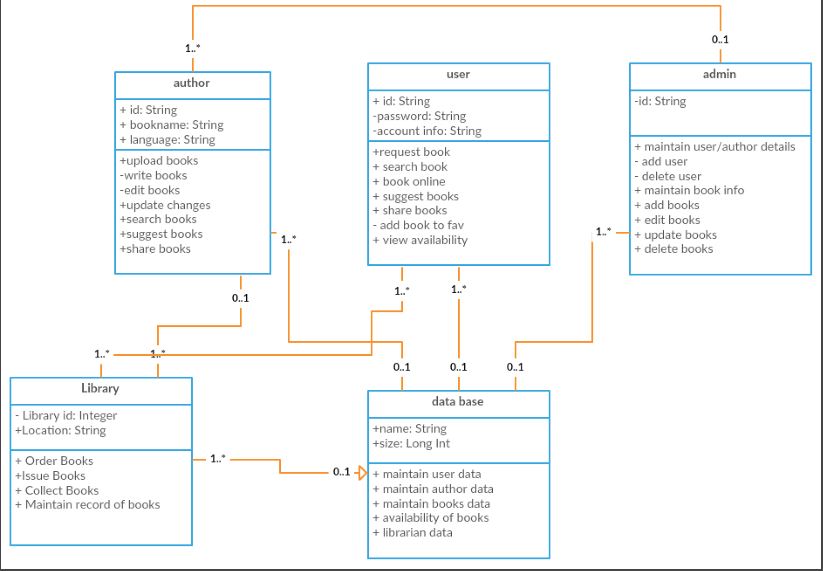 1..*
0..1
author
+ id: String
+ bookname: String
+ language: String
+upload books
-write books
-edit books
+update changes
+search books
+suggest books
+share books
user
+ id: String
-password: String
-account info: String
+request book
+ search book
+ book online
+ suggest books
+ share books
- add book to fav
+ view availability
admin
-id: String
+ maintain user/author details
- add user
- delete user
+ maintain book info
+ add books
+ edit books
+ update books
+ delete books
1..*
1..*
0..1
1..*
1..*
1..*
1..*
0..1
0..1
0..1
Library
- Library id: Integer
+Location: String
+ Order Books
+Issue Books
+ Collect Books
+ Maintain record of books
1..*
0..1
data base
+name: String
+size: Long Int
+ maintain user data
+ maintain author data
+ maintain books data
+ availability of books
+ librarian data